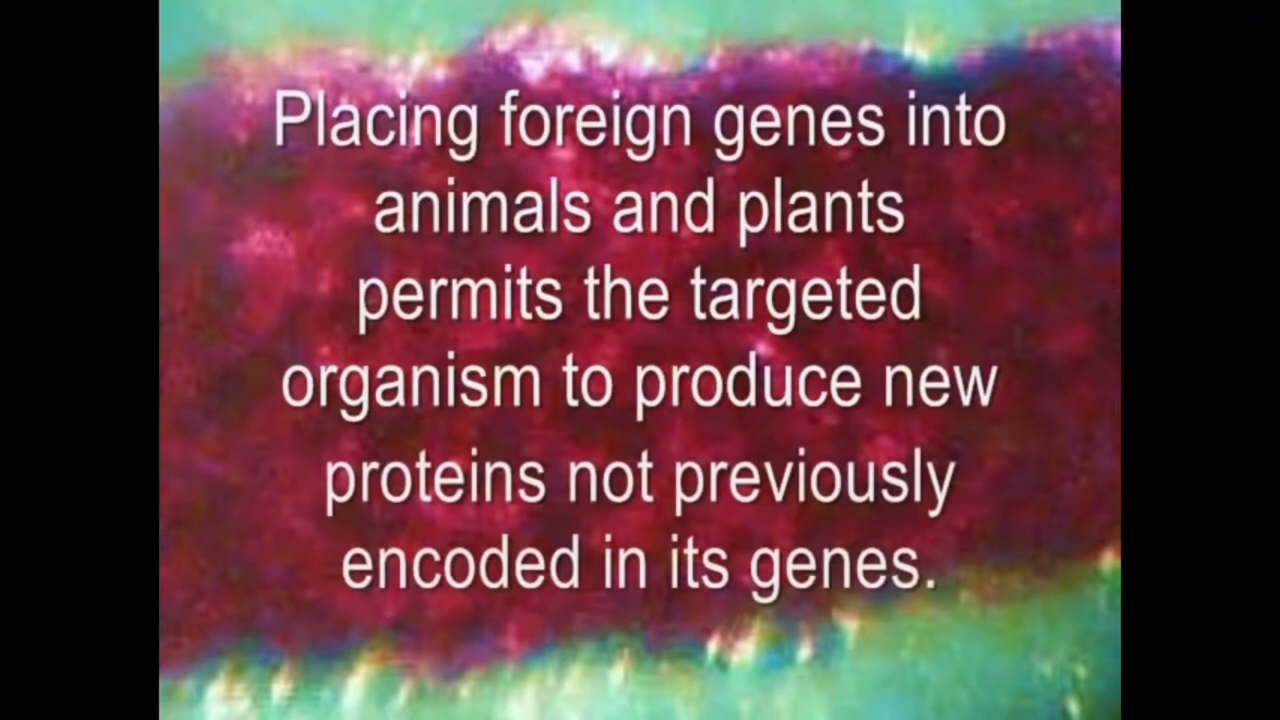 Placing foreign genes into
animals and plants
permits the targeted
organism to produce new
proteins not previously
encoded in its genes.